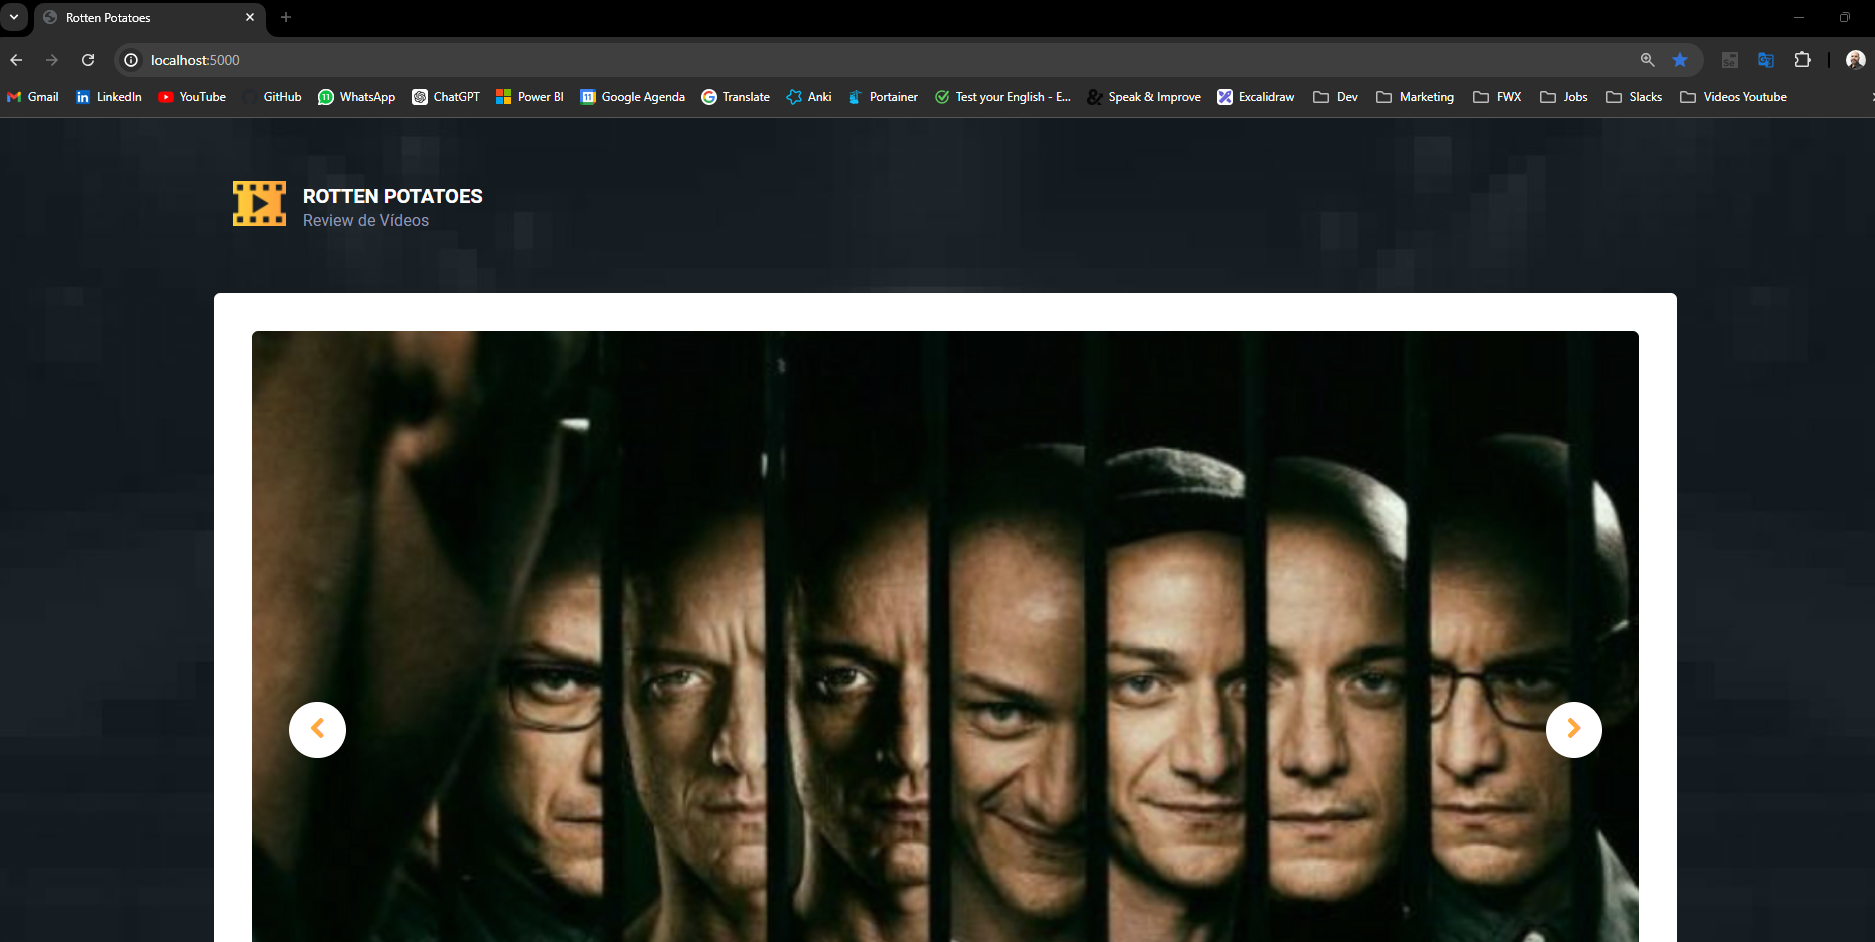 Rotten Potatoes
localhost:5000
Gmail LinkedIn YouTube GitHub WhatsApp ChatGPT Power BI Google Agenda Translate Anki Portainer Test your English - E... Speak & Improve Excalidraw Dev Marketing FWX Jobs Slacks Videos Youtube
ROTTEN POTATOES
Review de Vídeos